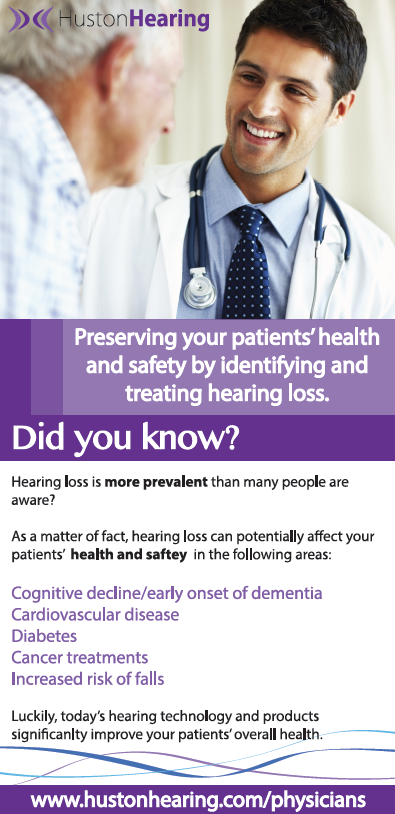 HustonHearing
Preserving your patients' health
and safety by identifying and
treating hearing loss.
Did you know?
Hearing loss is more prevalent than many people are
aware?
As a matter of fact, hearing loss can potentially affect your
patients' health and saftey in the following areas:
Cognitive decline/early onset of dementia
Cardiovascular disease
Diabetes
Cancer treatments
Increased risk of falls
Luckily, today's hearing technology and products
significanlty improve your patients' overall health.
www.hustonhearing.com/physicians